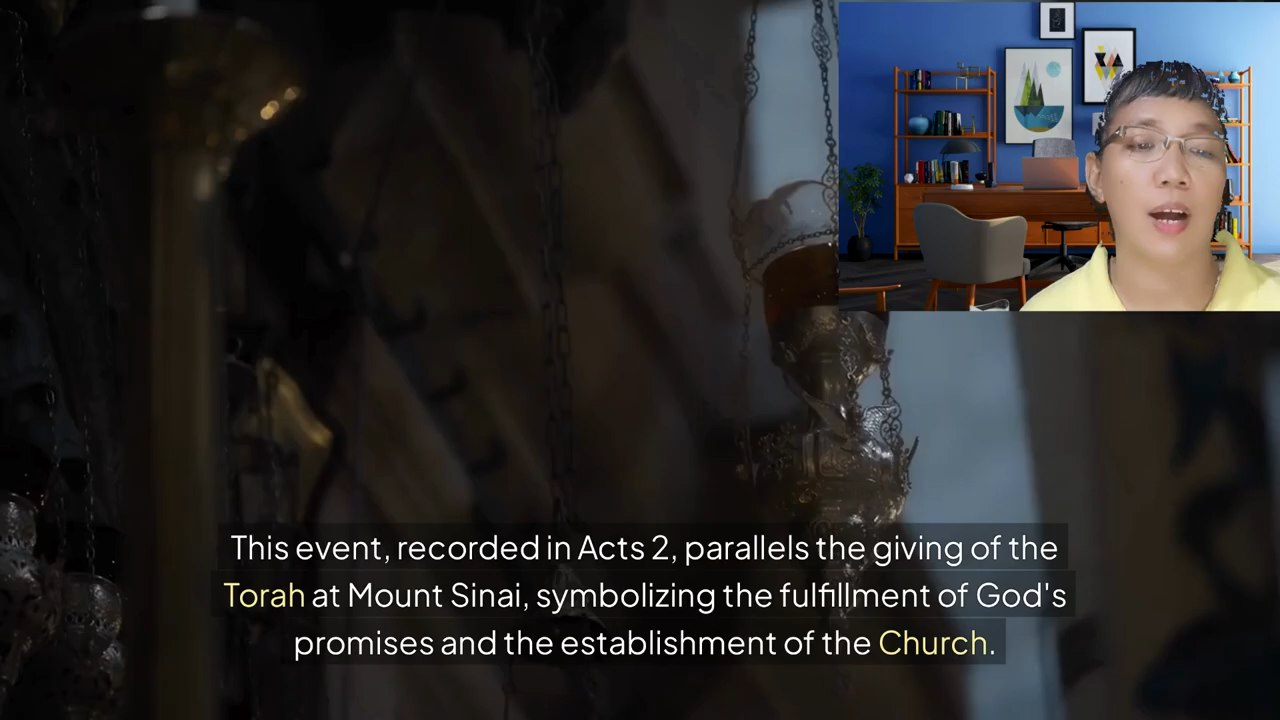 This event, recorded in Acts 2, parallels the giving of the
Torah at Mount Sinai, symbolizing the fulfillment of God's
promises and the establishment of the Church.